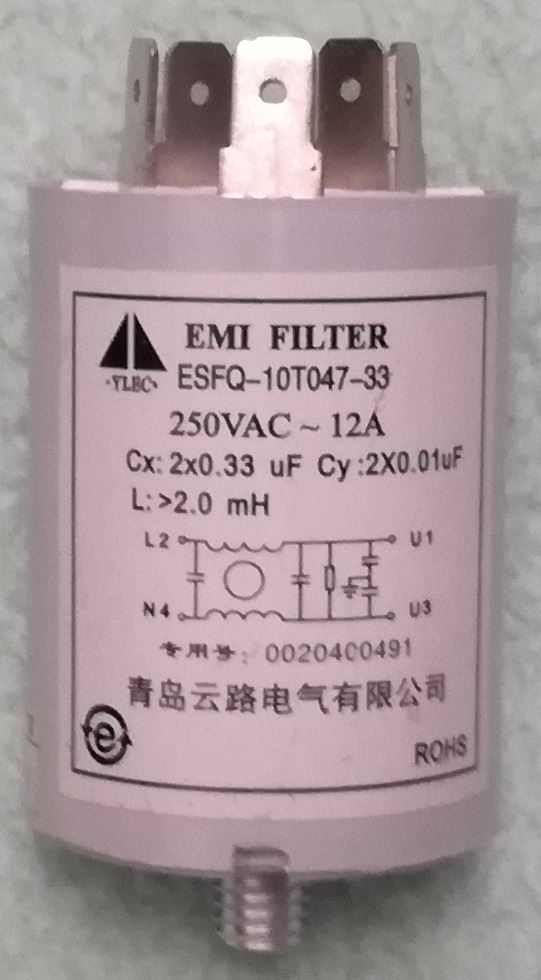 EMI FILTER
·YLEC· ESFQ-10T047-33
250VAC ~ 12A
Cx: 2x0.33 uF Cy:2X0.01uF
L: >2.0 mH
L2 U1
N4 U3
专用号: 0020400491
青岛云路电气有限公司
e ROHS